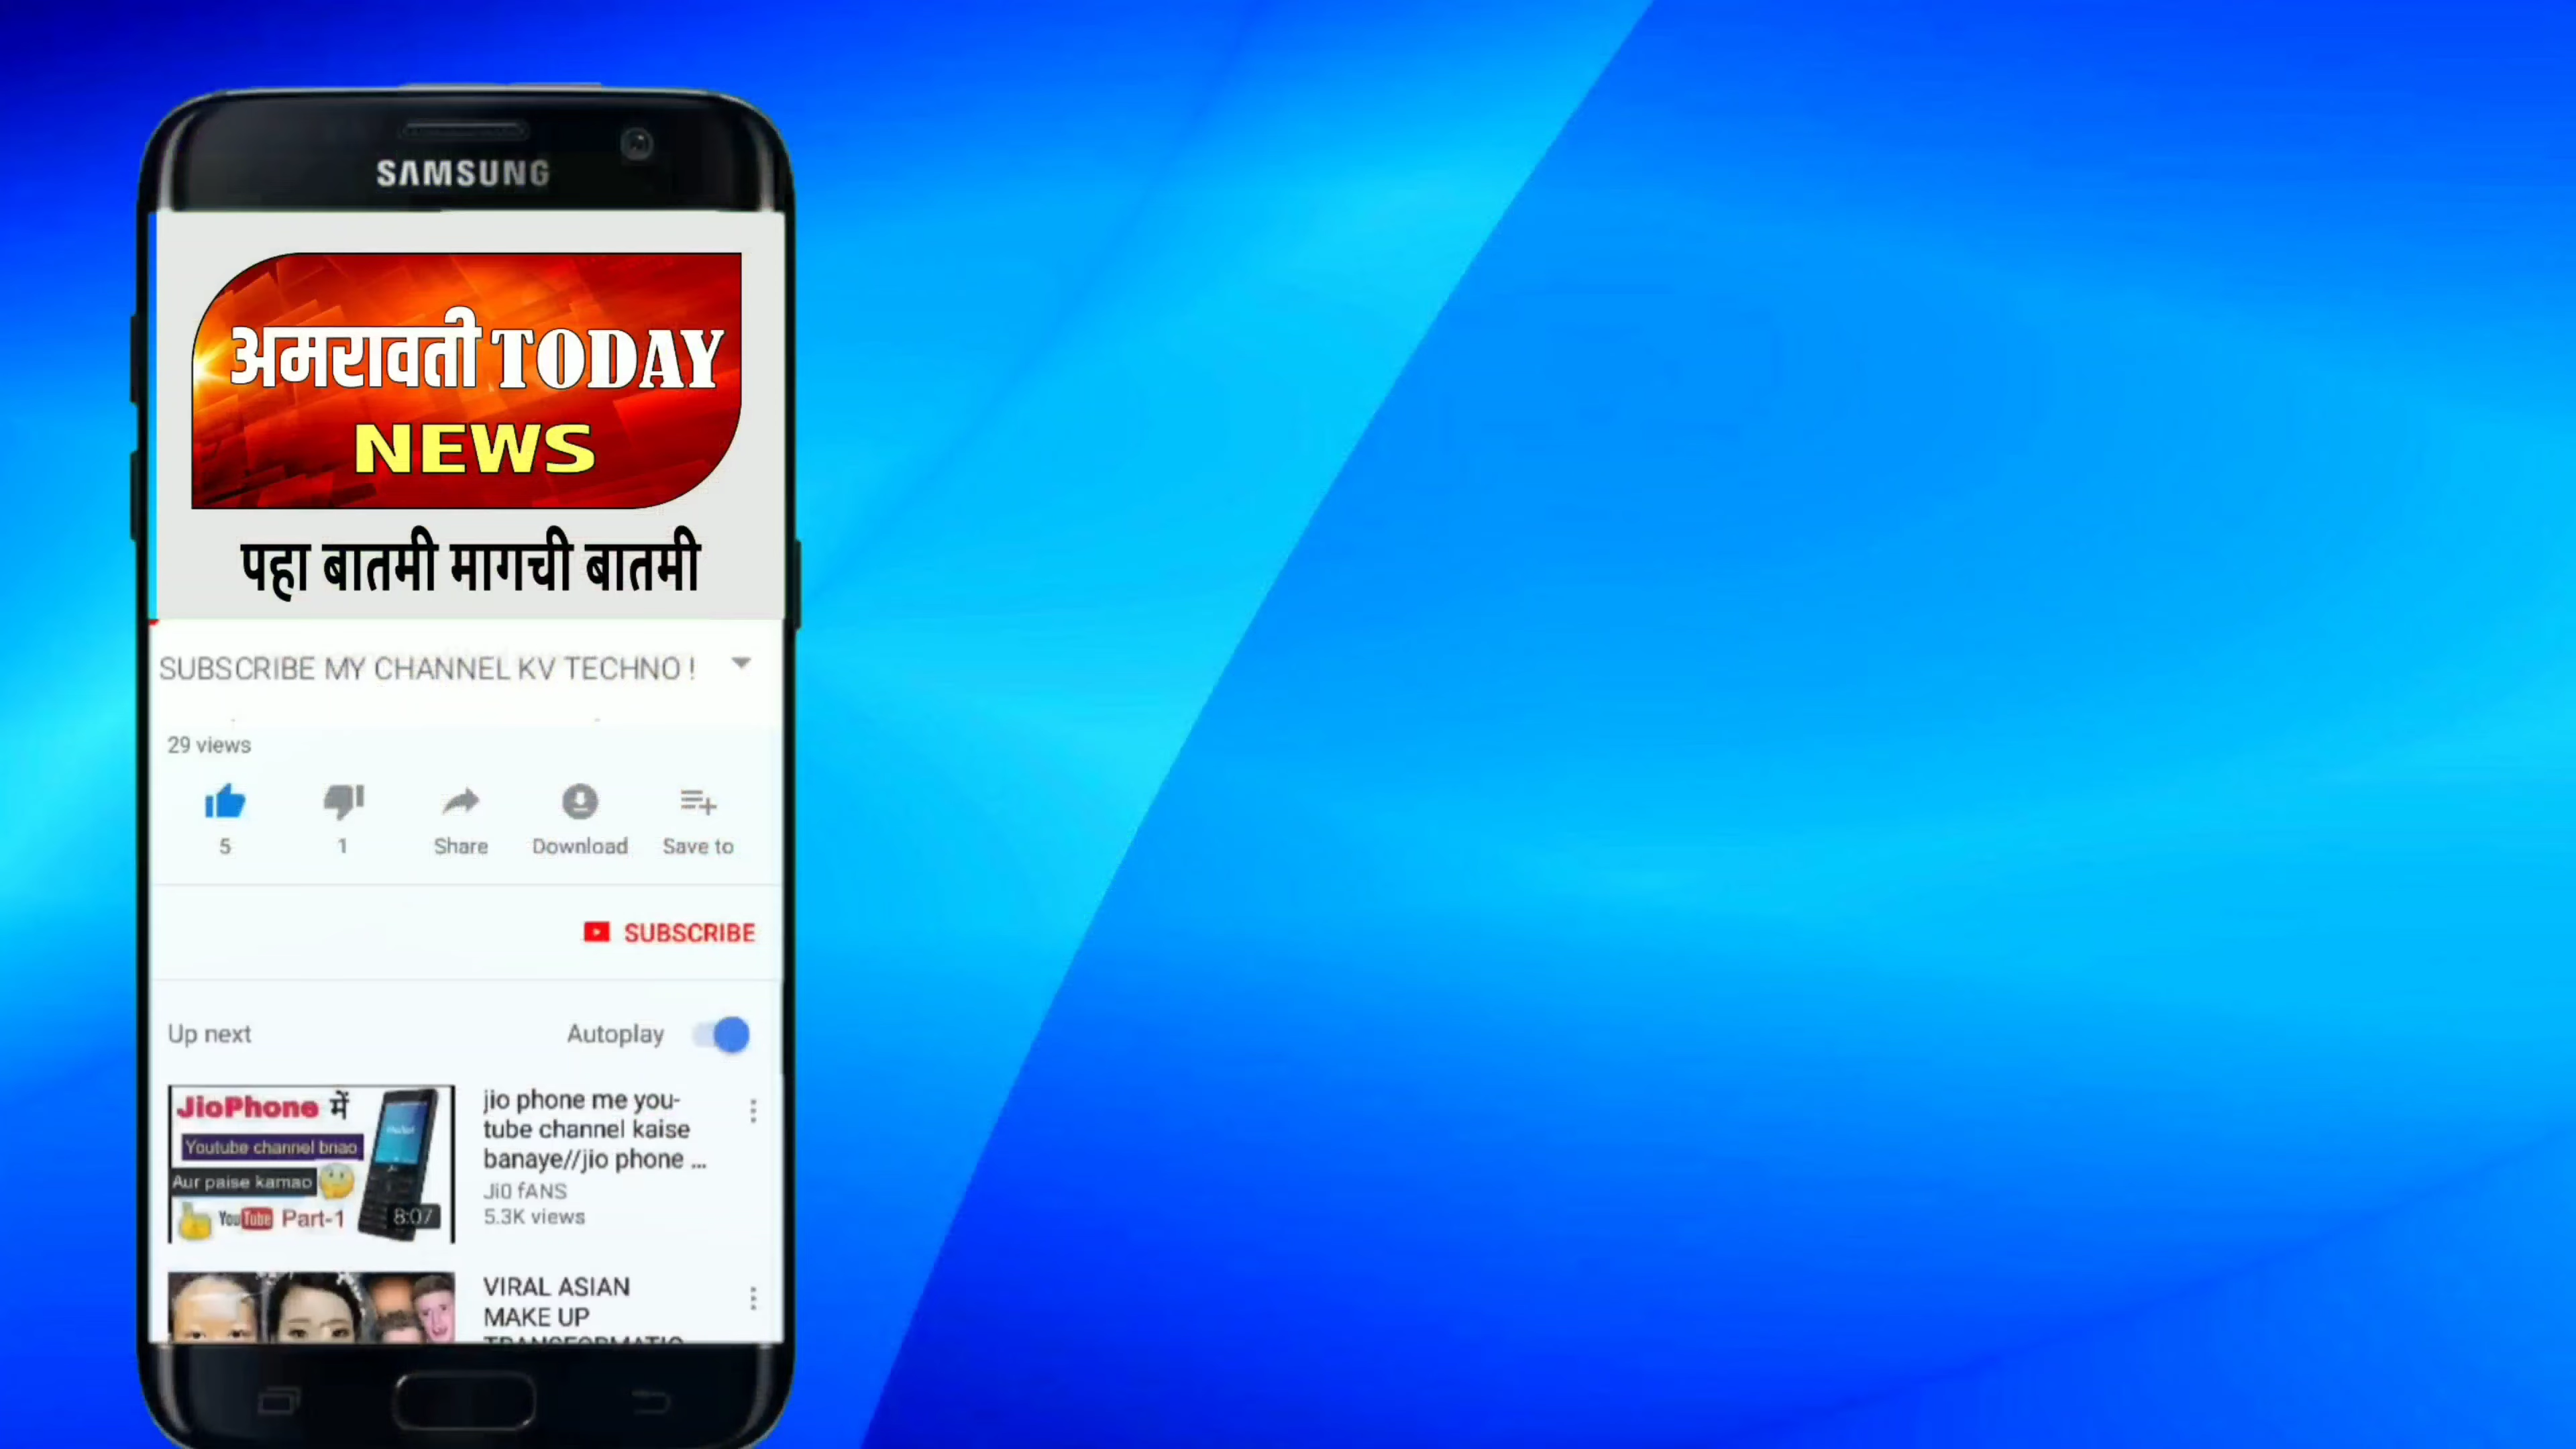 SAMSUNG
अमरावती TODAY
NEWS
पहा बातमी मागची बातमी
SUBSCRIBE MY CHANNEL KV TECHNO !
29 views
5 1 Share Download Save to
SUBSCRIBE
Up next Autoplay
JioPhone में
Youtube channel bnao
Aur paise kamao
YouTube Part-1
8:07
jio phone me you-
tube channel kaise
banaye//jio phone ...
Ji0 fANS
5.3K views
VIRAL ASIAN
MAKE UP